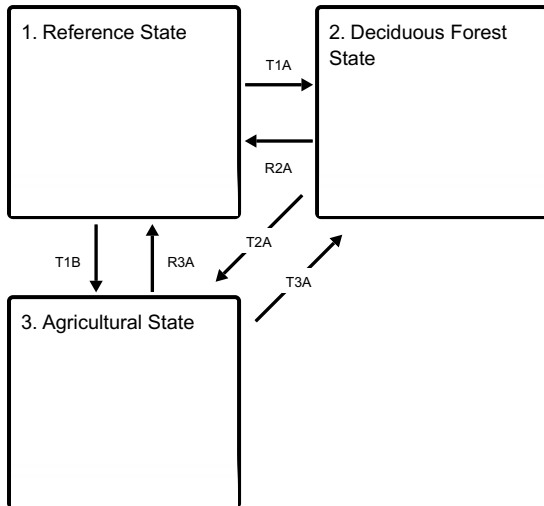 1. Reference State
2. Deciduous Forest
State
T1A
R2A
T1B
R3A
T2A
T3A
3. Agricultural State